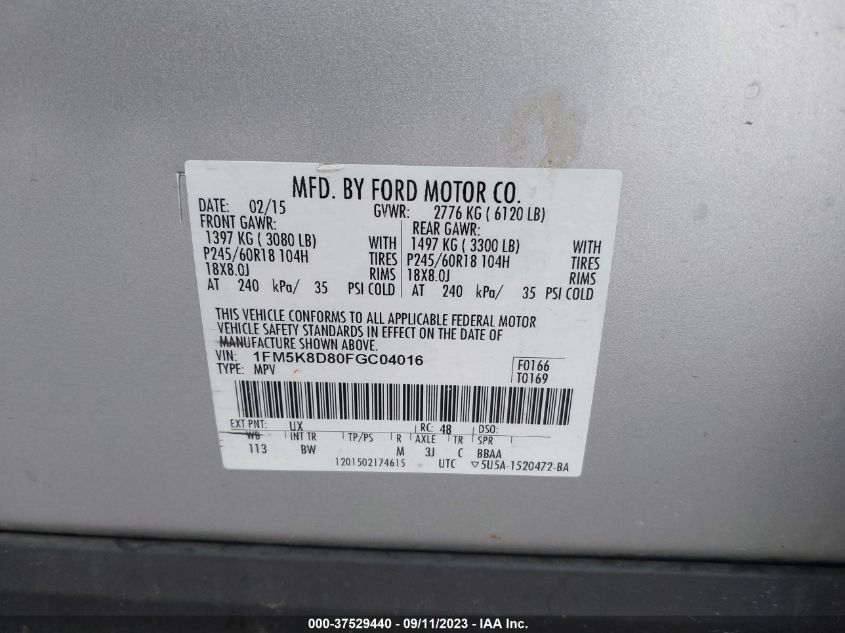 MFD. BY FORD MOTOR CO.
DATE: 02/15 GVWR: 2776 KG ( 6120 LB)
FRONT GAWR: REAR GAWR:
1397 KG ( 3080 LB) WITH 1497 KG ( 3300 LB) WITH
P245/60R18 104H TIRES P245/60R18 104H TIRES
18X8.0J RIMS 18X8.0J RIMS
AT 240 kPa/ 35 PSI COLD AT 240 kPa/ 35 PSI COLD
THIS VEHICLE CONFORMS TO ALL APPLICABLE FEDERAL MOTOR
VEHICLE SAFETY STANDARDS IN EFFECT ON THE DATE OF
MANUFACTURE SHOWN ABOVE.
VIN: 1FM5K8D80FGC04016 F0166
TYPE: MPV T0169
EXT PNT: UX RC: 48 DSO:
WB INT TR TP/PS R AXLE TR SPR
113 BW M 3J C BBAA
1201502174615 UTC ▽5U5A-1520472-BA
000-37529440 - 09/11/2023 - © IAA, Inc.